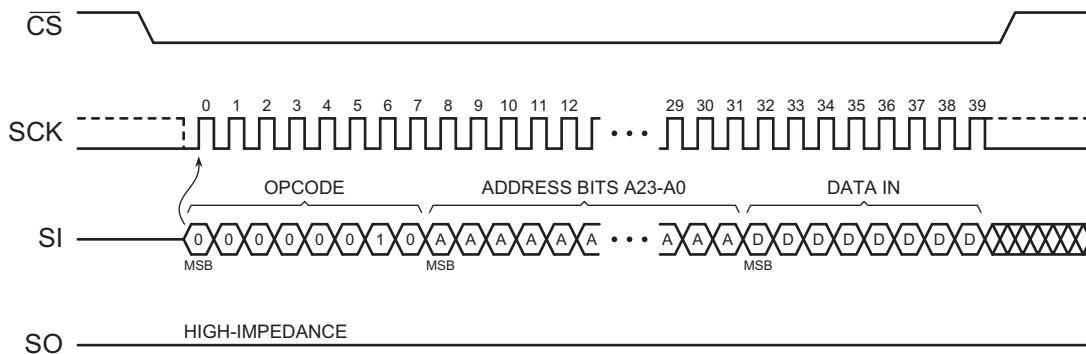 CS
0 1 2 3 4 5 6 7 8 9 10 11 12 29 30 31 32 33 34 35 36 37 38 39
SCK
OPCODE ADDRESS BITS A23-A0 DATA IN
SI 0 0 0 0 0 0 1 0 A A A A A A A A A D D D D D D D D
MSB MSB MSB
HIGH-IMPEDANCE
SO